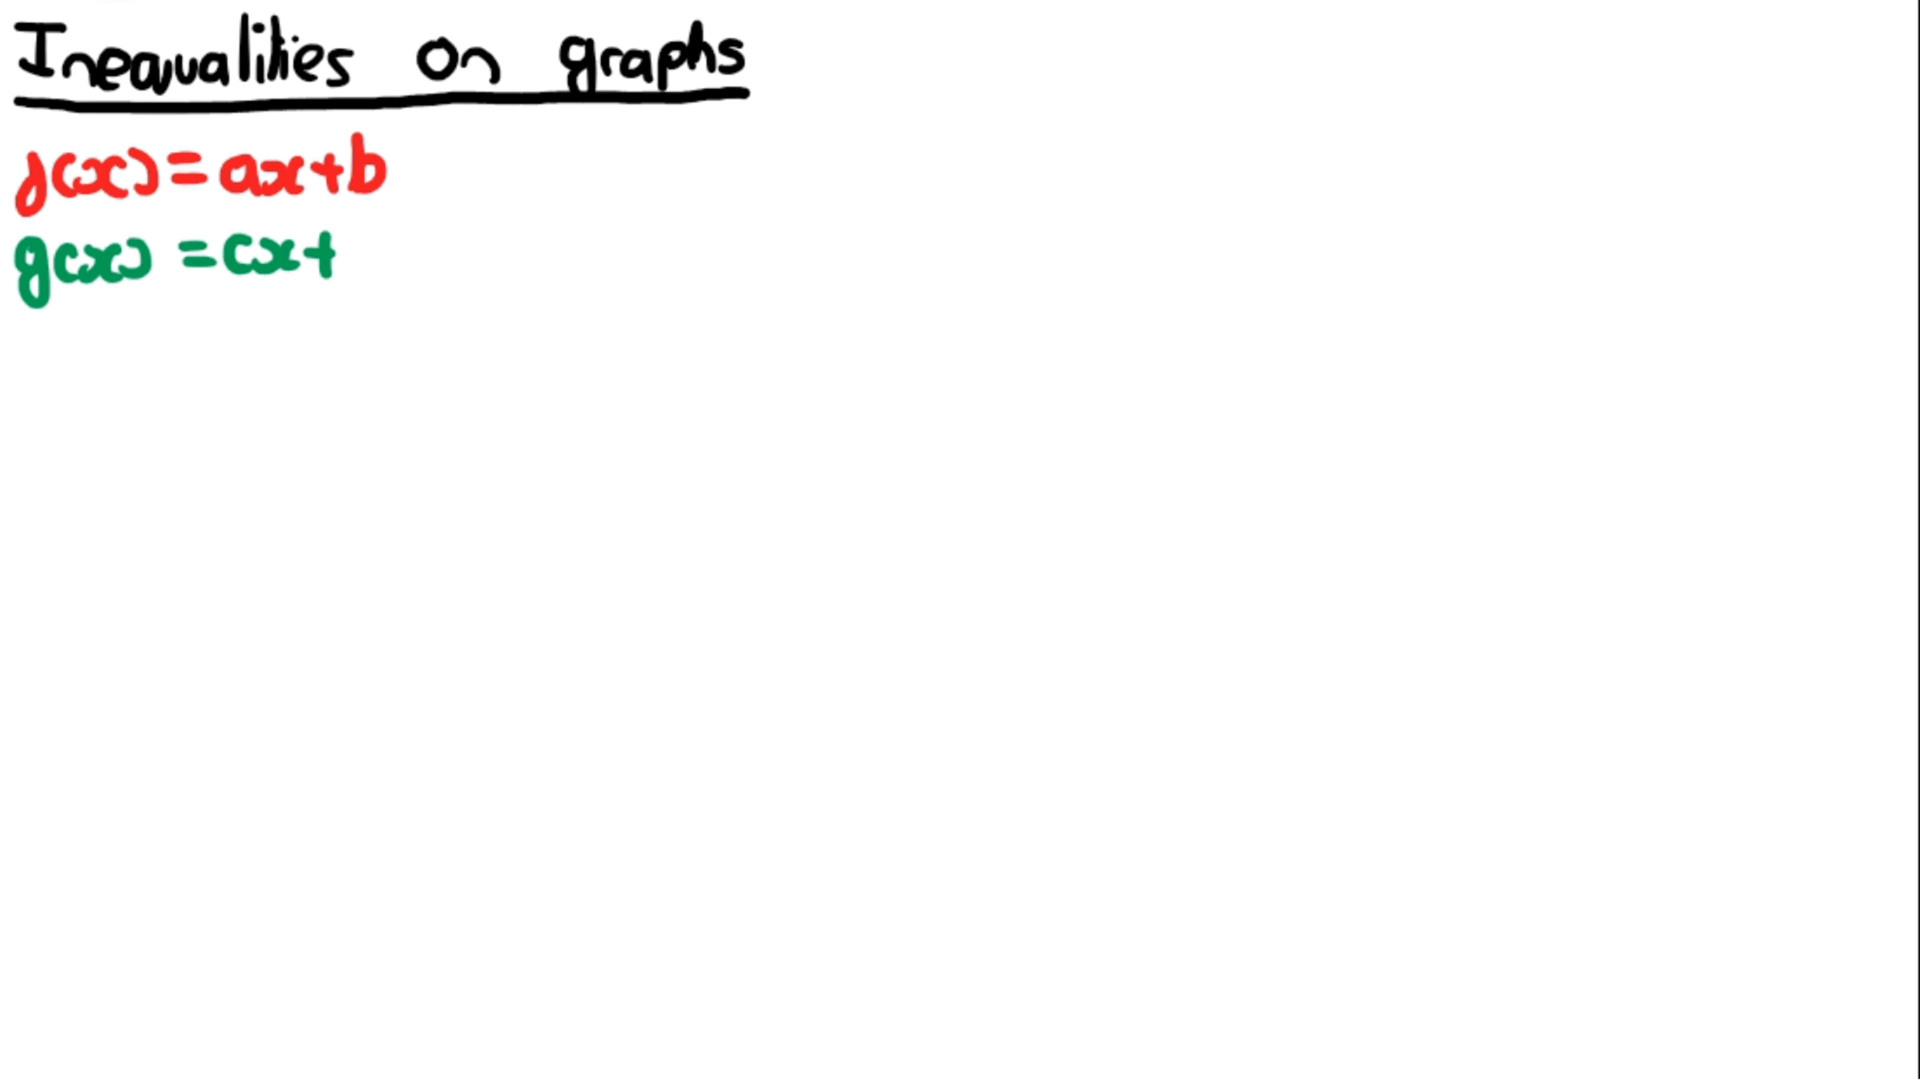 Inequalities on graphs
f(x) = ax+b
g(x) = cx+